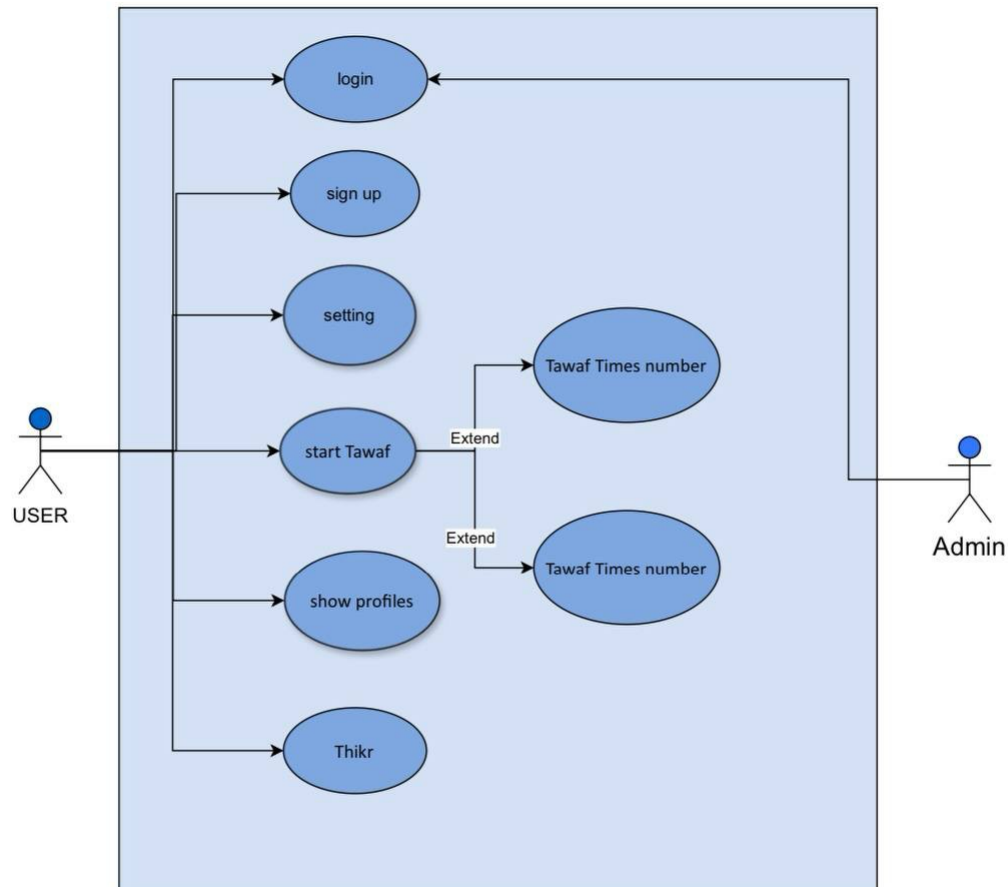 login
sign up
setting
Tawaf Times number
start Tawaf
Extend
USER
Extend
Tawaf Times number
Admin
show profiles
Thikr